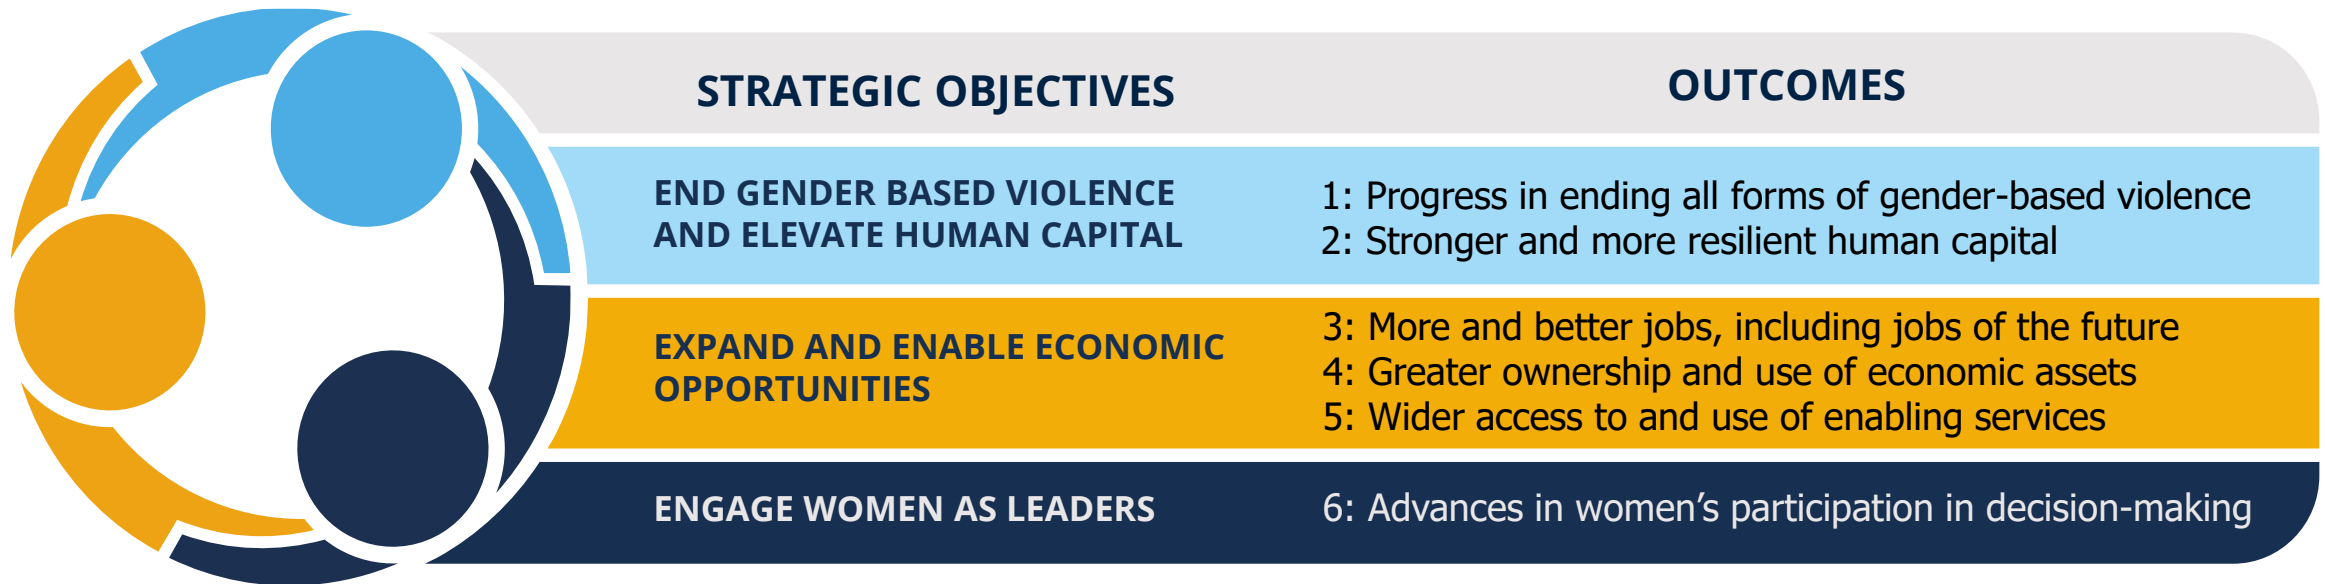 STRATEGIC OBJECTIVES
OUTCOMES
END GENDER BASED VIOLENCE
AND ELEVATE HUMAN CAPITAL
1: Progress in ending all forms of gender-based violence
2: Stronger and more resilient human capital
EXPAND AND ENABLE ECONOMIC
OPPORTUNITIES
3: More and better jobs, including jobs of the future
4: Greater ownership and use of economic assets
5: Wider access to and use of enabling services
ENGAGE WOMEN AS LEADERS
6: Advances in women’s participation in decision-making